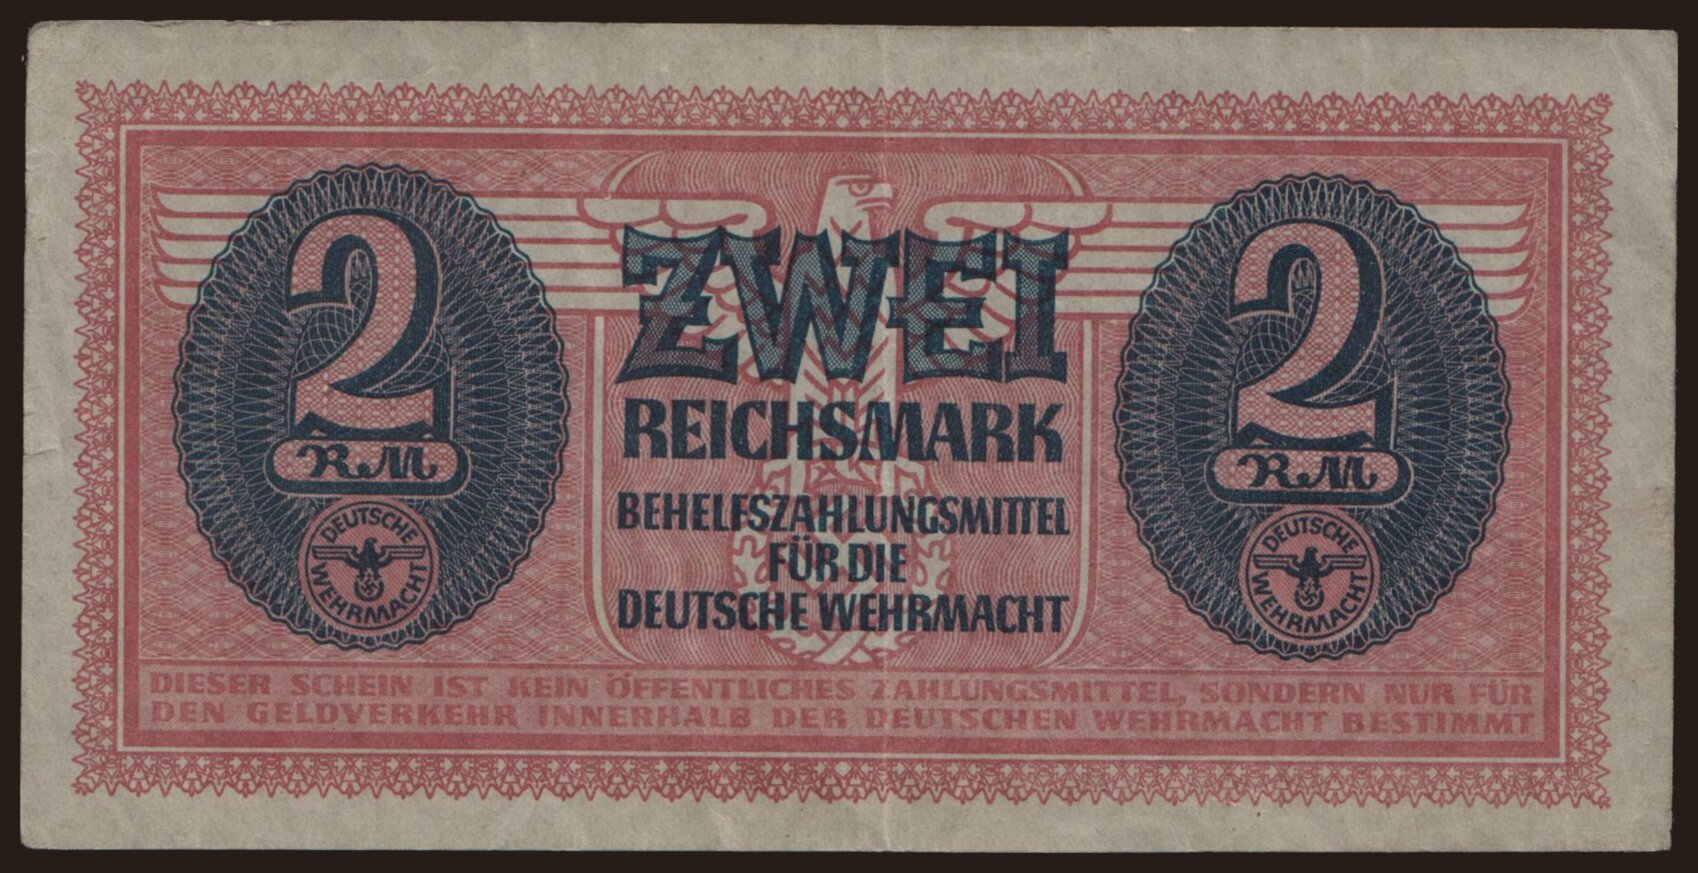 ZWEI
REICHSMARK
BEHELFSZAHLUNGSMITTEL
FÜR DIE
DEUTSCHE WEHRMACHT
2
RM
DEUTSCHE
WEHRMACHT
2
RM
DEUTSCHE
WEHRMACHT
DIESER SCHEIN IST KEIN ÖFFENTLICHES ZAHLUNGSMITTEL, SONDERN NUR FÜR
DEN GELDVERKEHR INNERHALB DER DEUTSCHEN WEHRMACHT BESTIMMT